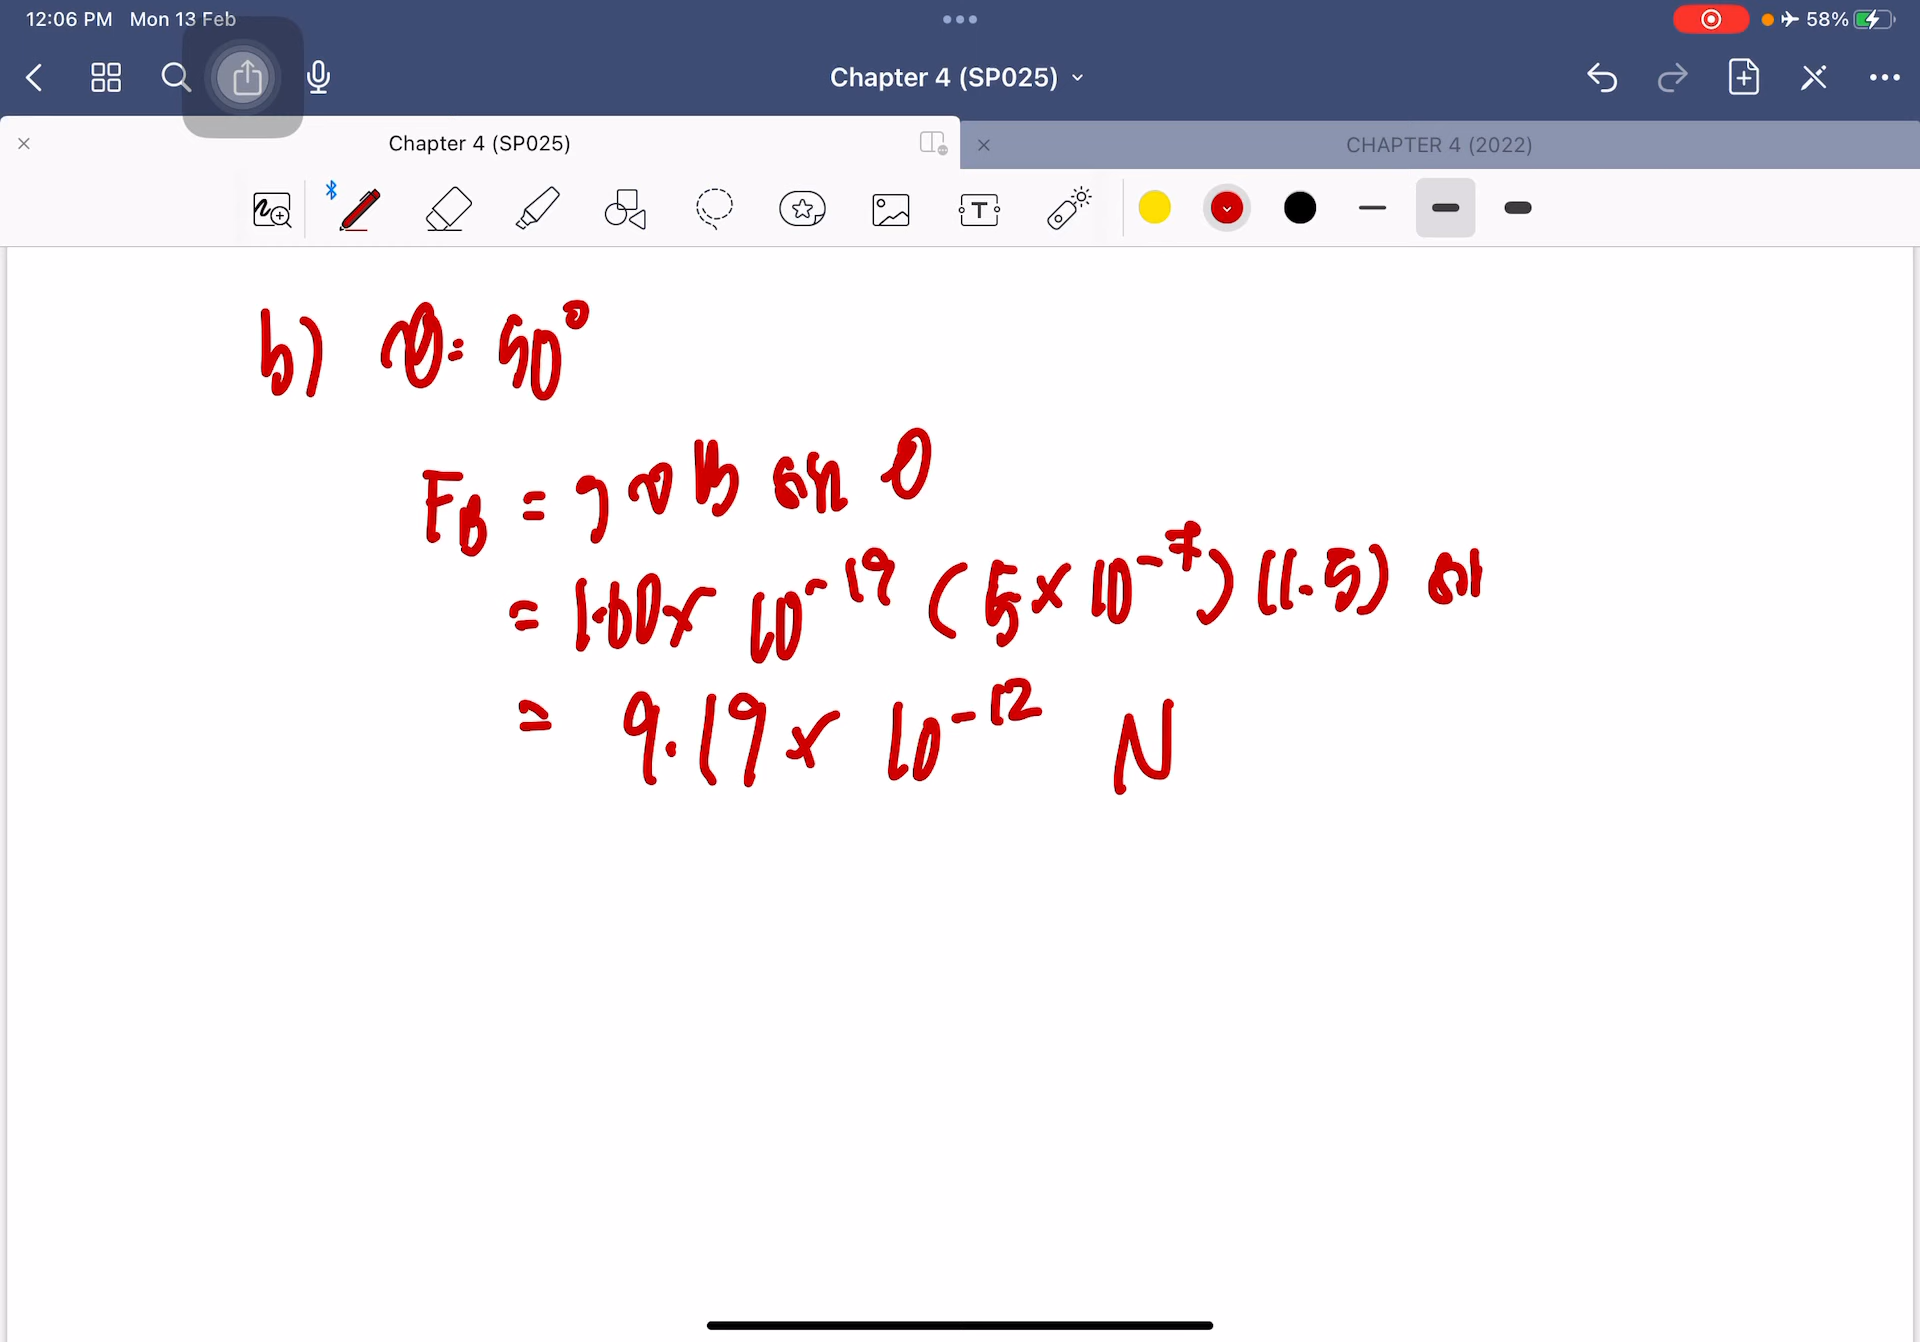 12:06 PM Mon 13 Feb
58%
Chapter 4 (SP025)
Chapter 4 (SP025)
CHAPTER 4 (2022)
T
b) θ = 50°
F_B = qvB sin θ
= 1.60 × 10⁻¹⁹ (5 × 10⁻⁷) (1.5) sin
= 9.19 × 10⁻¹² N